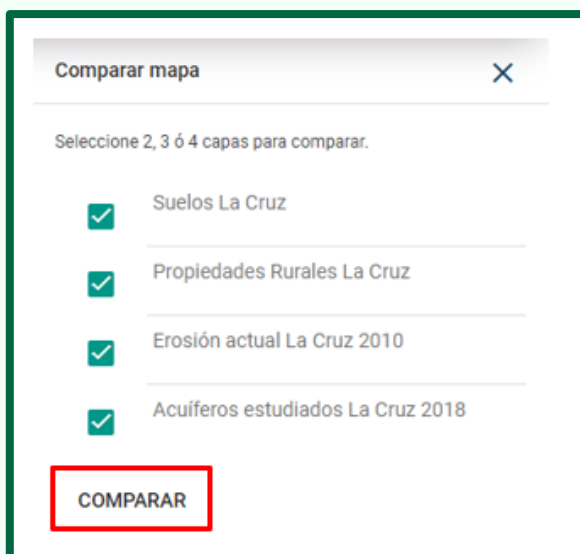 Comparar mapa
Seleccione 2, 3 ó 4 capas para comparar.
Suelos La Cruz
Propiedades Rurales La Cruz
Erosión actual La Cruz 2010
Acuíferos estudiados La Cruz 2018
COMPARAR